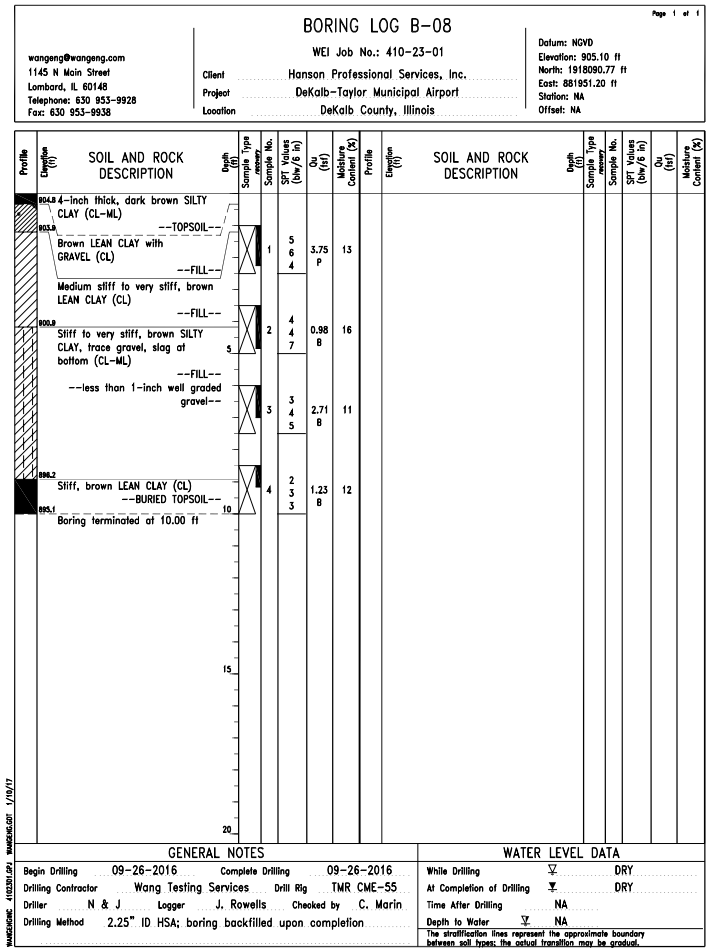 Page 1 of 1
BORING LOG B-08
WEI Job No.: 410-23-01
wangeng@wangeng.com
1145 N Main Street
Lombard, IL 60148
Telephone: 630 953-9928
Fax: 630 953-9938
Client Hanson Professional Services, Inc.
Project DeKalb-Taylor Municipal Airport
Location DeKalb County, Illinois
Datum: NGVD
Elevation: 905.10 ft
North: 1918090.77 ft
East: 881951.20 ft
Station: NA
Offset: NA
Profile Elevation (ft) SOIL AND ROCK DESCRIPTION Depth (ft) Sample Type recovery Sample No. SPT Values (blw/6 in) Qu (tsf) Moisture Content (%)
Profile Elevation (ft) SOIL AND ROCK DESCRIPTION Depth (ft) Sample Type recovery Sample No. SPT Values (blw/6 in) Qu (tsf) Moisture Content (%)
904.8 4-inch thick, dark brown SILTY
CLAY (CL-ML)
903.9 --TOPSOIL--
Brown LEAN CLAY with
GRAVEL (CL)
--FILL--
1 5 6 4 3.75 P 13
Medium stiff to very stiff, brown
LEAN CLAY (CL)
--FILL--
900.9
Stiff to very stiff, brown SILTY
CLAY, trace gravel, slag at
bottom (CL-ML)
5 2 4 4 7 0.98 B 16
--FILL--
--less than 1-inch well graded
gravel--
3 3 4 5 2.71 B 11
896.2
Stiff, brown LEAN CLAY (CL)
--BURIED TOPSOIL--
4 2 3 3 1.23 B 12
895.1 10
Boring terminated at 10.00 ft
15
20
WANGENGINC 4102301.GPJ WANGENG.GDT 1/10/17
GENERAL NOTES
Begin Drilling 09-26-2016 Complete Drilling 09-26-2016
Drilling Contractor Wang Testing Services Drill Rig TMR CME-55
Driller N & J Logger J. Rowells Checked by C. Marin
Drilling Method 2.25" ID HSA; boring backfilled upon completion
WATER LEVEL DATA
While Drilling DRY
At Completion of Drilling DRY
Time After Drilling NA
Depth to Water NA
The stratification lines represent the approximate boundary
between soil types; the actual transition may be gradual.